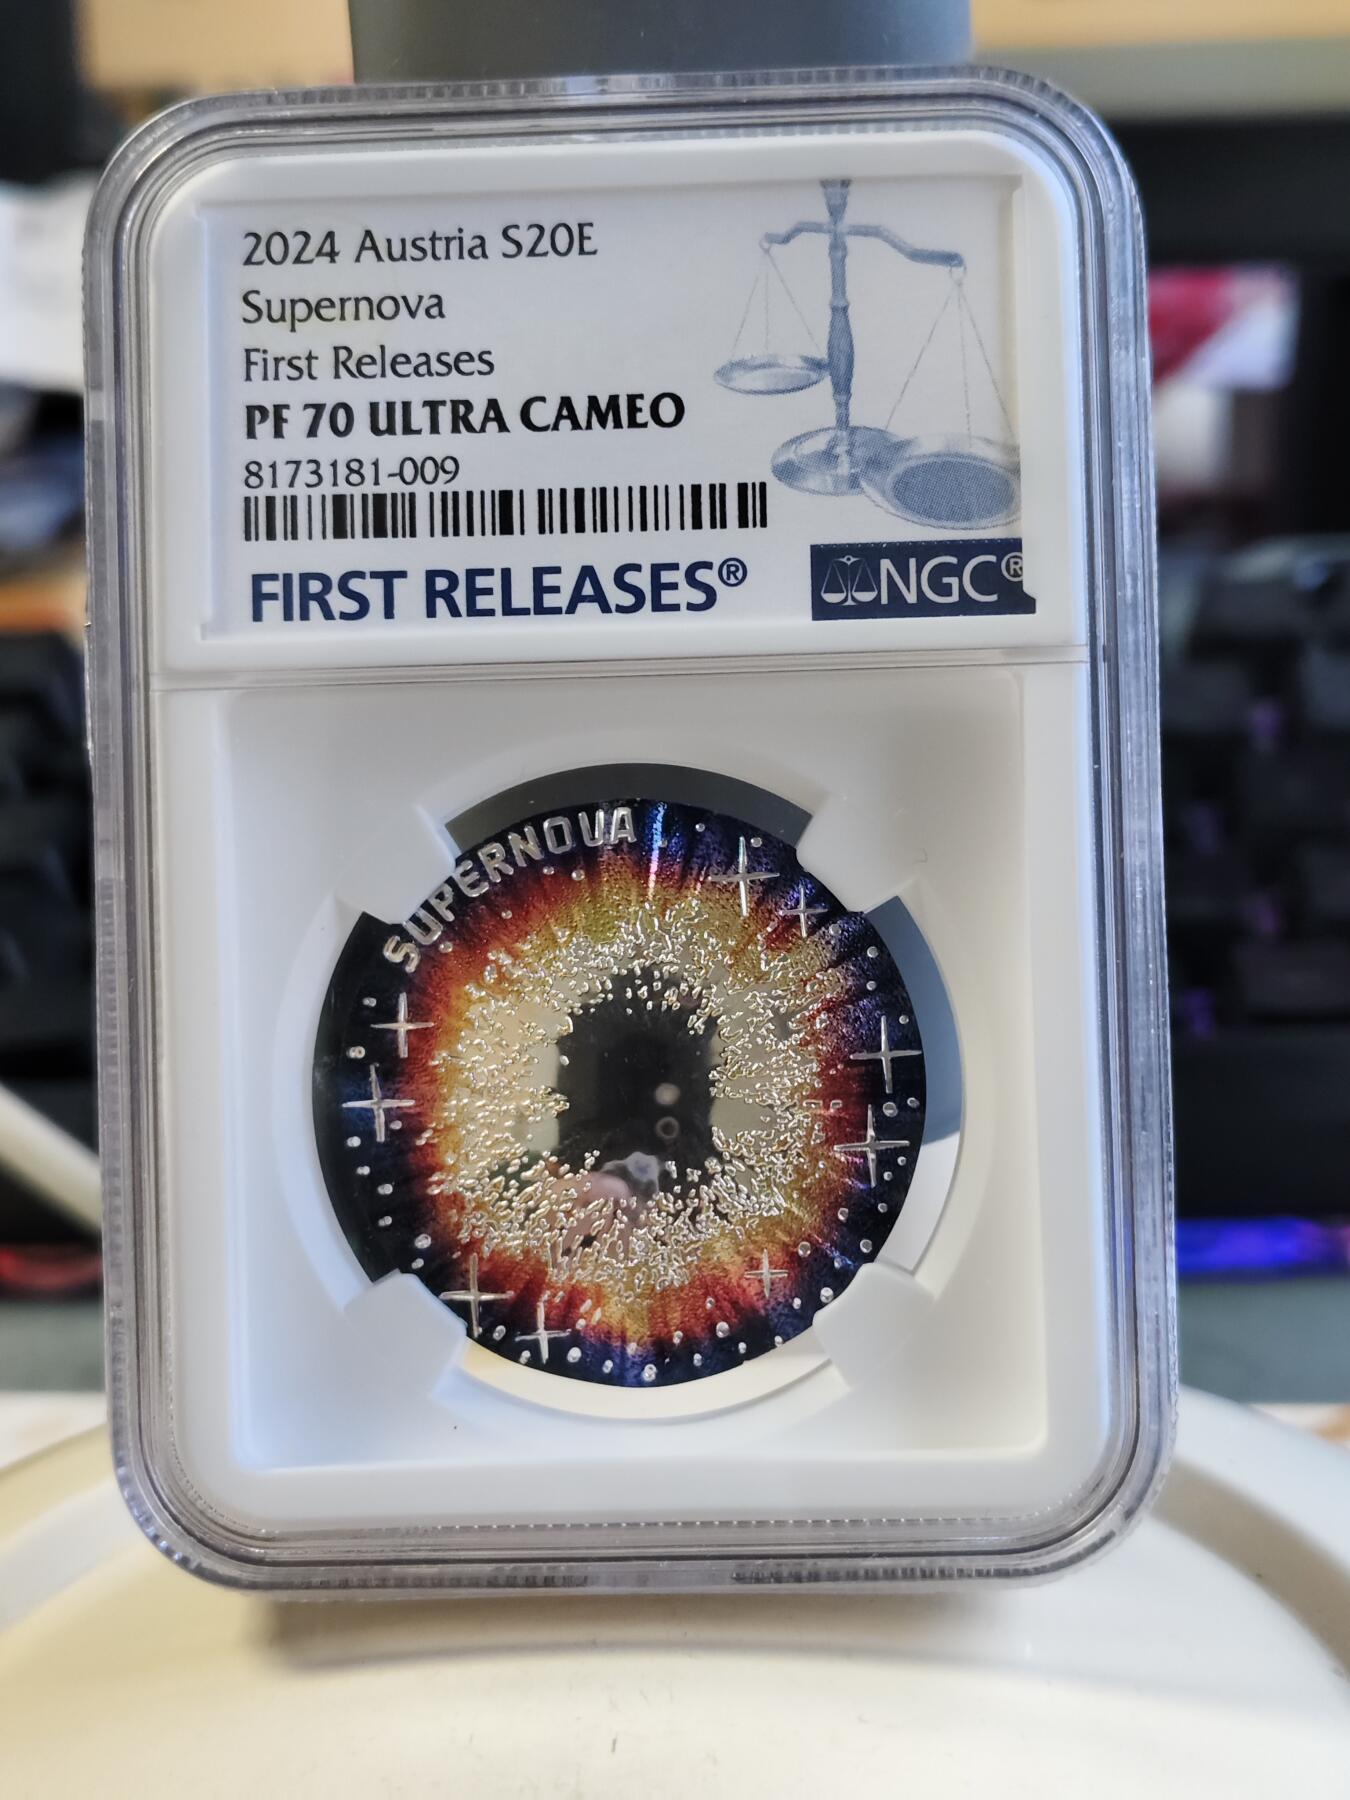 2024 Austria S20E
Supernova
First Releases
PF 70 ULTRA CAMEO
8173181-009
FIRST RELEASES®
NGC®
SUPERNOVA